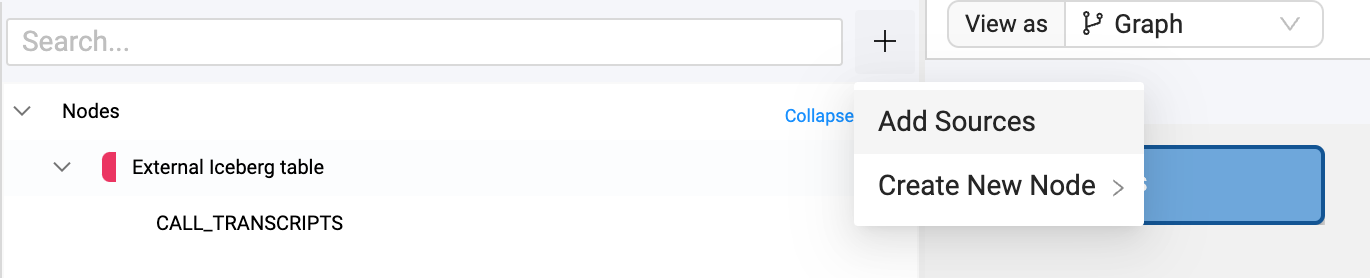 Search...
View as
Graph
Nodes
Collapse
Add Sources
External Iceberg table
Create New Node
CALL_TRANSCRIPTS